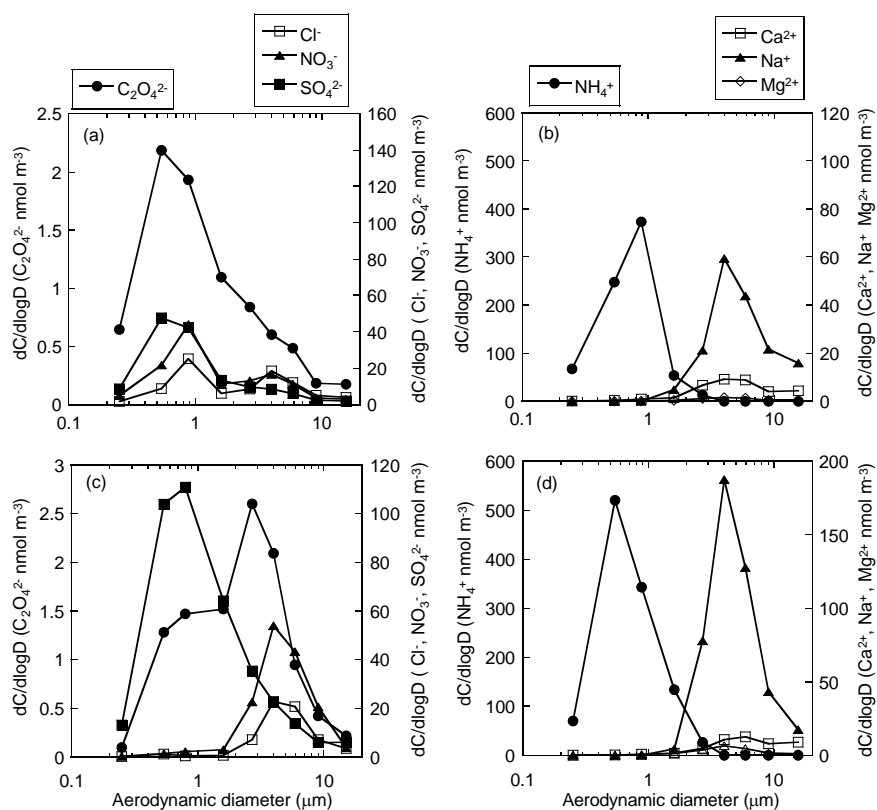 Cl-
NO3-
SO42-
C2O42-
Ca2+
Na+
Mg2+
NH4+
(a)
dC/dlogD (C2O42- nmol m-3)
2.5
2
1.5
1
0.5
0
160
140
120
100
80
60
40
20
0
dC/dlogD ( Cl-, NO3-, SO42- nmol m-3)
0.1 1 10
(b)
dC/dlogD (NH4+ nmol m-3)
600
500
400
300
200
100
0
120
100
80
60
40
20
0
dC/dlogD (Ca2+, Na+ Mg2+ nmol m-3)
0.1 1 10
(c)
dC/dlogD (C2O42- nmol m-3)
3
2.5
2
1.5
1
0.5
0
120
100
80
60
40
20
0
dC/dlogD ( Cl-, NO3-, SO42- nmol m-3)
0.1 1 10
Aerodynamic diameter (μm)
(d)
dC/dlogD (NH4+ nmol m-3)
600
500
400
300
200
100
0
200
150
100
50
0
dC/dlogD (Ca2+, Na+, Mg2+ nmol m-3)
0.1 1 10
Aerodynamic diameter (μm)